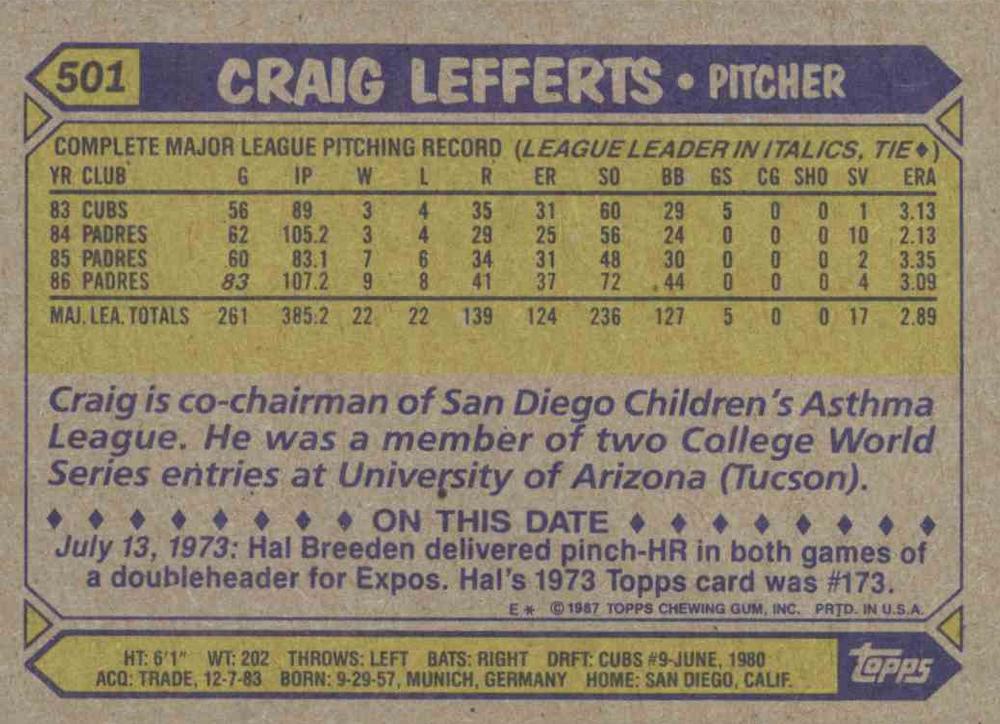 501 CRAIG LEFFERTS • PITCHER
COMPLETE MAJOR LEAGUE PITCHING RECORD (LEAGUE LEADER IN ITALICS, TIE♦)
YR CLUB G IP W L R ER SO BB GS CG SHO SV ERA
83 CUBS 56 89 3 4 35 31 60 29 5 0 0 1 3.13
84 PADRES 62 105.2 3 4 29 25 56 24 0 0 0 10 2.13
85 PADRES 60 83.1 7 6 34 31 48 30 0 0 0 2 3.35
86 PADRES 83 107.2 9 8 41 37 72 44 0 0 0 4 3.09
MAJ. LEA. TOTALS 261 385.2 22 22 139 124 236 127 5 0 0 17 2.89
Craig is co-chairman of San Diego Children's Asthma
League. He was a member of two College World
Series entries at University of Arizona (Tucson).
♦ ♦ ♦ ♦ ♦ ♦ ♦ ♦ ON THIS DATE ♦ ♦ ♦ ♦ ♦ ♦ ♦ ♦
July 13, 1973: Hal Breeden delivered pinch-HR in both games of
a doubleheader for Expos. Hal's 1973 Topps card was #173.
E * © 1987 TOPPS CHEWING GUM, INC. PRTD. IN U.S.A.
HT: 6'1" WT: 202 THROWS: LEFT BATS: RIGHT DRFT: CUBS #9-JUNE, 1980
ACQ: TRADE, 12-7-83 BORN: 9-29-57, MUNICH, GERMANY HOME: SAN DIEGO, CALIF.
topps